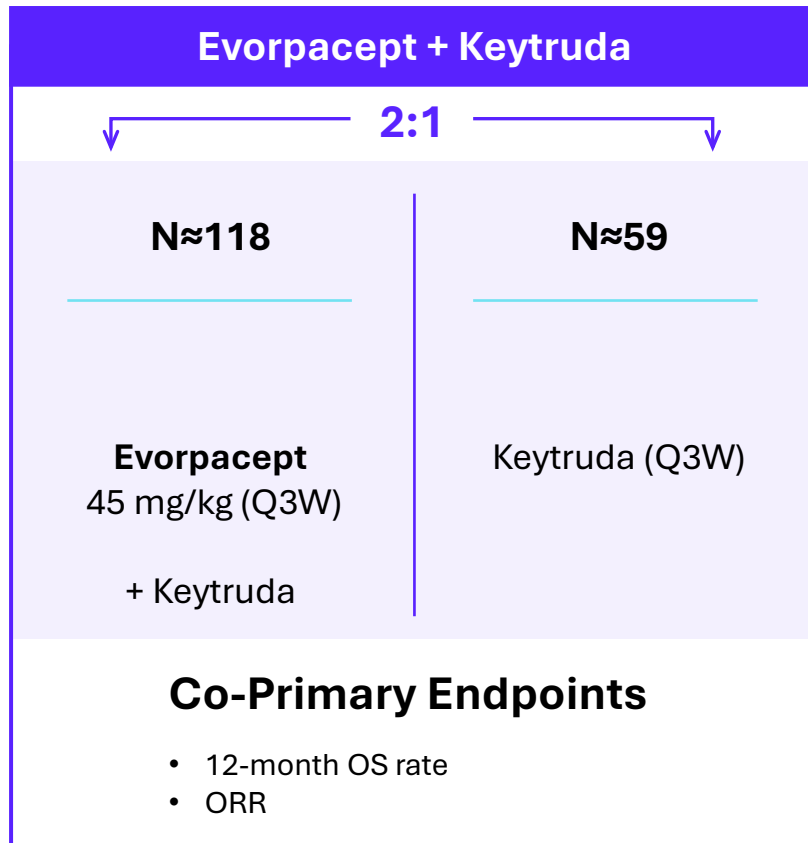 Evorpacept + Keytruda
2:1
N≈118
N≈59
Evorpacept
45 mg/kg (Q3W)
+ Keytruda
Keytruda (Q3W)
Co-Primary Endpoints
• 12-month OS rate
• ORR